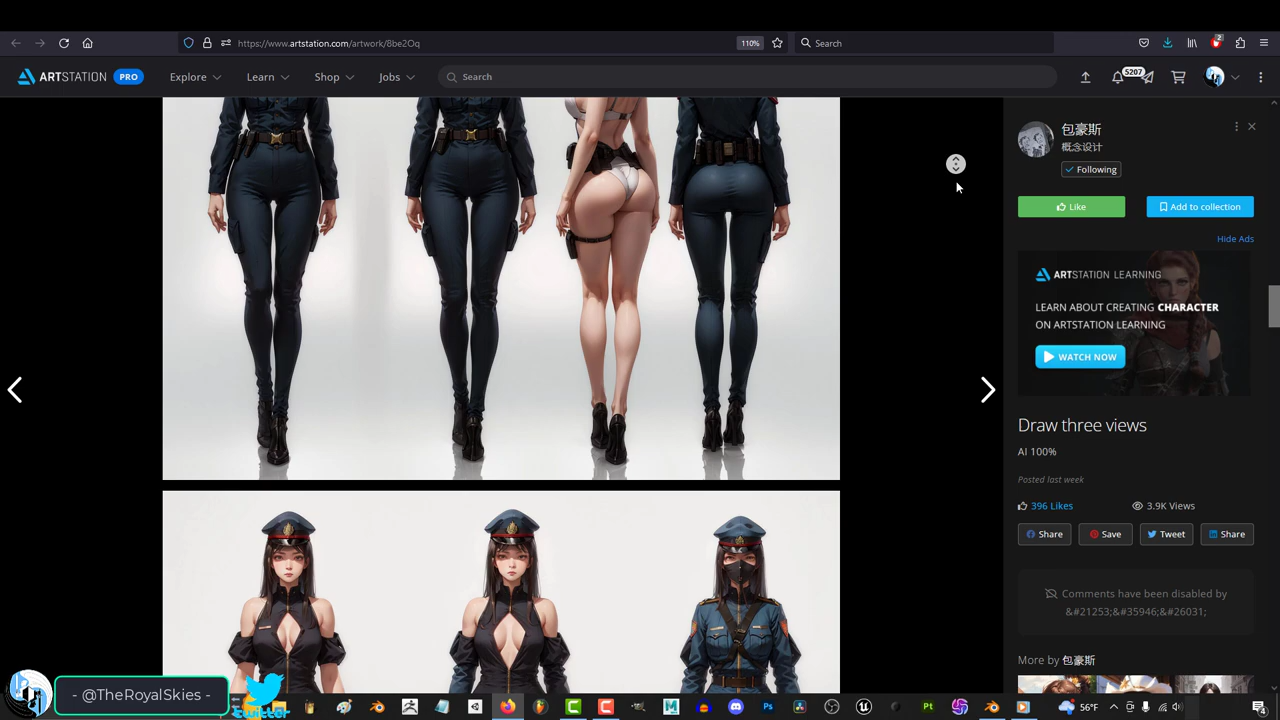 https://www.artstation.com/artwork/8be2Oq
110%
Search
2
ARTSTATION
PRO
Explore
Learn
Shop
Jobs
Search
5207
包豪斯
概念设计
Following
Like
Add to collection
Hide Ads
ARTSTATION LEARNING
LEARN ABOUT CREATING CHARACTER
ON ARTSTATION LEARNING
WATCH NOW
Draw three views
AI 100%
Posted last week
396 Likes
3.9K Views
Share
Save
Tweet
Share
Comments have been disabled by
&#21253;&#35946;&#26031;
More by 包豪斯
- @TheRoyalSkies -
twitter
56°F